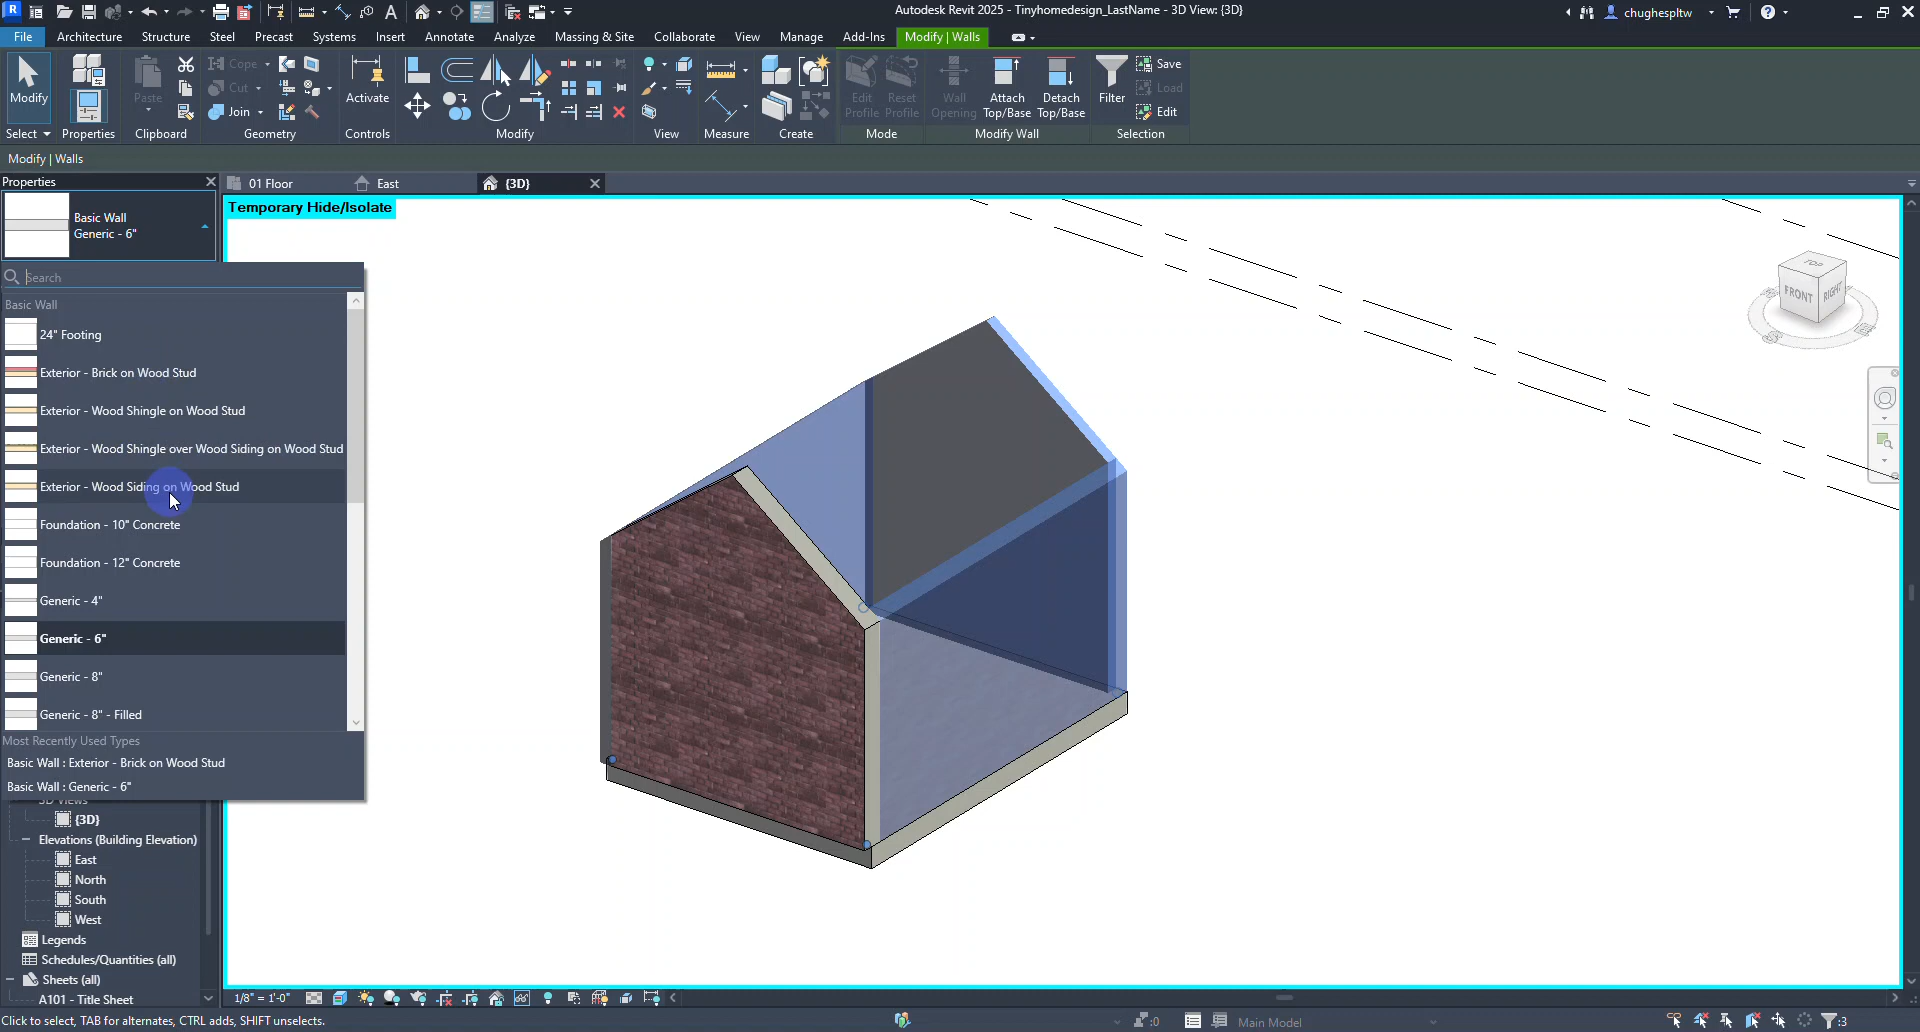 Autodesk Revit 2025 - Tinyhomedesign_LastName - 3D View: {3D}
chughespltw
File Architecture Structure Steel Precast Systems Insert Annotate Analyze Massing & Site Collaborate View Manage Add-Ins Modify | Walls
Modify
Paste
Cope
Cut
Join
Activate
Edit Profile
Reset Profile
Wall Opening
Attach Top/Base
Detach Top/Base
Filter
Save
Load
Edit
Select Properties Clipboard Geometry Controls Modify View Measure Create Mode Modify Wall Selection
Modify | Walls
Properties
01 Floor
East
{3D}
Temporary Hide/Isolate
Basic Wall
Generic - 6"
Search
Basic Wall
24" Footing
Exterior - Brick on Wood Stud
Exterior - Wood Shingle on Wood Stud
Exterior - Wood Shingle over Wood Siding on Wood Stud
Exterior - Wood Siding on Wood Stud
Foundation - 10" Concrete
Foundation - 12" Concrete
Generic - 4"
Generic - 6"
Generic - 8"
Generic - 8" - Filled
Most Recently Used Types
Basic Wall : Exterior - Brick on Wood Stud
Basic Wall : Generic - 6"
3D Views
{3D}
Elevations (Building Elevation)
East
North
South
West
Legends
Schedules/Quantities (all)
Sheets (all)
A101 - Title Sheet
TOP
FRONT
RIGHT
1/8" = 1'-0"
Click to select, TAB for alternates, CTRL adds, SHIFT unselects.
:0
Main Model
:3